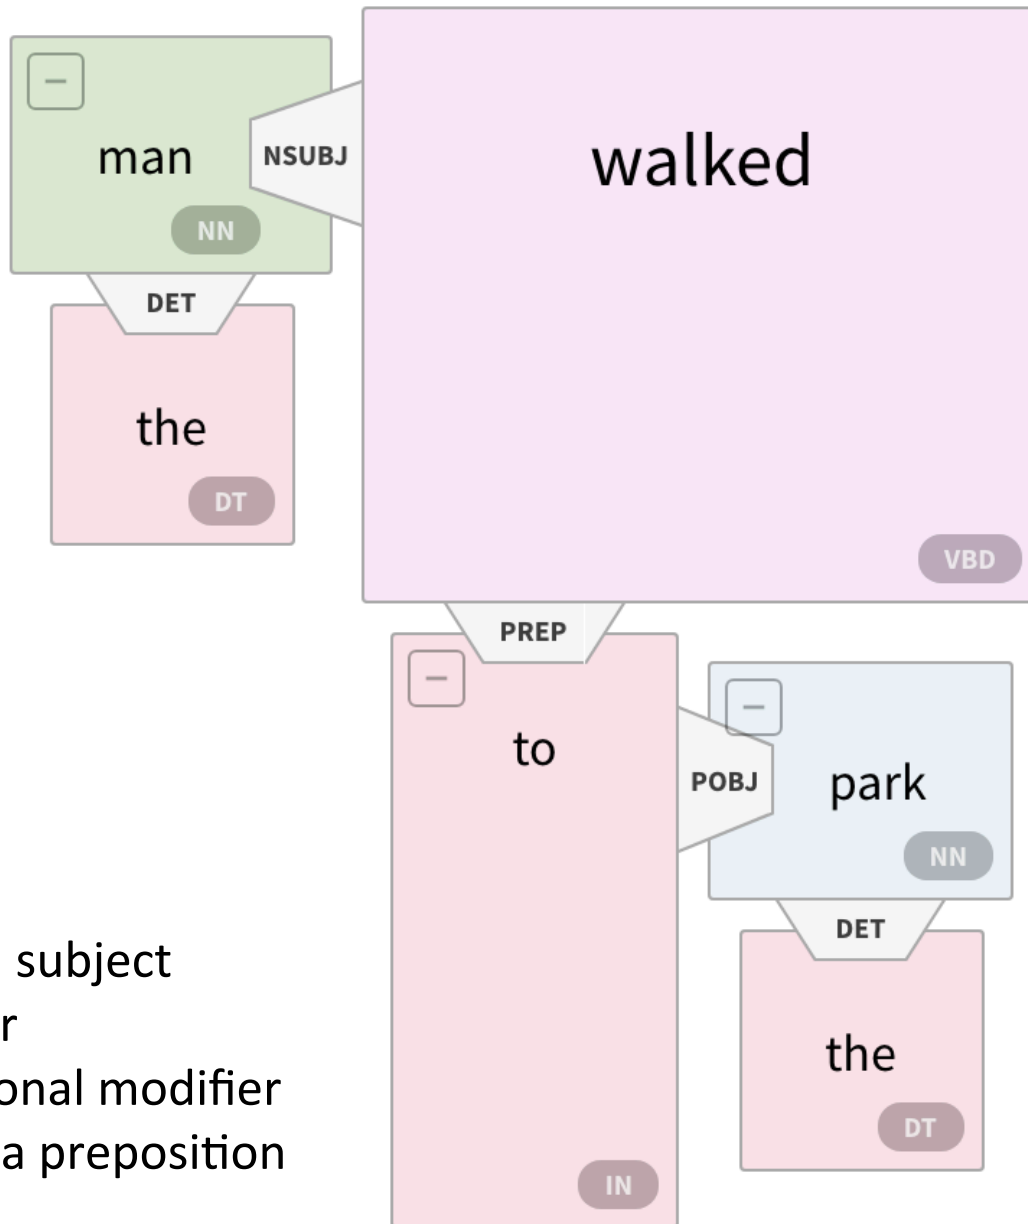 man
NSUBJ
walked
NN
DET
the
DT
VBD
PREP
to
POBJ
park
NN
DET
subject
r
the
onal modifier
DT
a preposition
IN